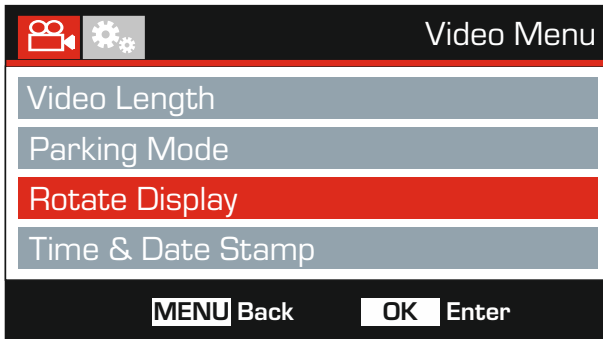 Video Menu
Video Length
Parking Mode
Rotate Display
Time & Date Stamp
MENU Back OK Enter